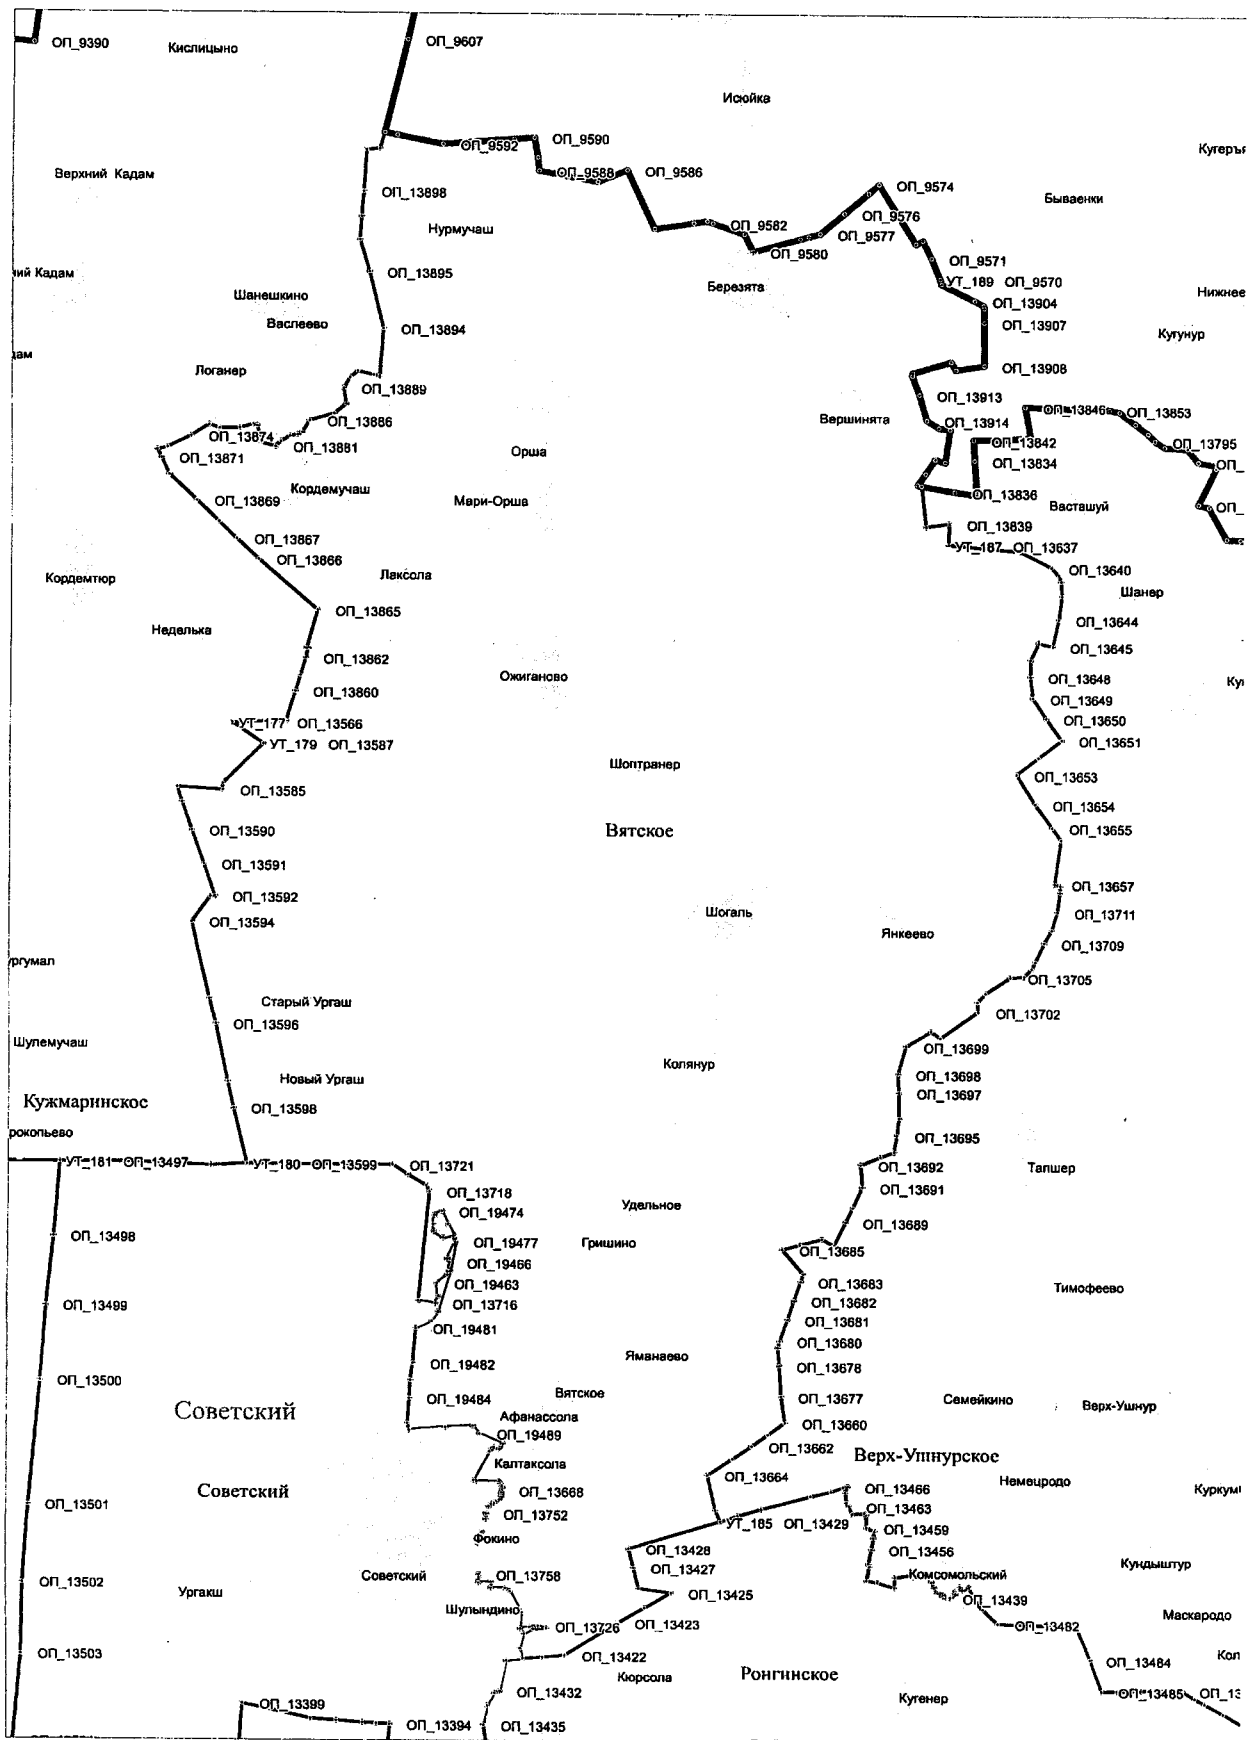 ОП_9390
Кислицыно
ОП_9607
Исюйка
ОП_9592
ОП_9590
ОП_9588
ОП_9586
Верхний Кадам
ОП_13898
ОП_9574
Бываенки
ОП_9576
Нурмучаш
ОП_9582
ОП_9577
ОП_9580
ОП_13895
ОП_9571
УТ_189 ОП_9570
Шанешкино
Березята
ОП_13904
Васлеево
ОП_13894
ОП_13907
Кугунур
Логанер
ОП_13908
ОП_13889
ОП_13913
ОП_13846
ОП_13853
ОП_13886
Вершинята
ОП_13914
ОП_13874
ОП_13881
ОП_13842
ОП_13795
ОП_13871
Орша
ОП_13834
Кордемучаш
ОП_13869
Мари-Орша
ОП_13836
Васташуй
ОП_13839
ОП_13867
УТ_187 ОП_13637
ОП_13866
Кордемтюр
Лаксола
ОП_13640
Шанер
ОП_13865
ОП_13644
Неделька
ОП_13645
ОП_13862
Ожиганово
ОП_13648
ОП_13860
ОП_13649
УТ_177 ОП_13566
ОП_13650
УТ_179 ОП_13587
ОП_13651
Шоптранер
ОП_13653
ОП_13585
ОП_13654
ОП_13590
Вятское
ОП_13655
ОП_13591
ОП_13592
ОП_13657
Шогаль
ОП_13711
ОП_13594
Янкеево
ОП_13709
ОП_13705
Старый Ургаш
ОП_13596
ОП_13702
Шулемучаш
ОП_13699
Колянур
Новый Ургаш
ОП_13698
ОП_13697
Кужмаринское
ОП_13598
ОП_13695
УТ_181 ОП_13497
УТ_180 ОП_13599
ОП_13721
ОП_13692
Тапшер
ОП_13718
ОП_13691
Удельное
ОП_19474
ОП_13689
ОП_13498
ОП_19477
Гришино
ОП_13685
ОП_19466
ОП_19463
ОП_13683
Тимофеево
ОП_13499
ОП_13716
ОП_13682
ОП_19481
ОП_13681
ОП_13680
Яманаево
ОП_19482
ОП_13678
ОП_13500
Вятское
ОП_19484
ОП_13677
Семейкино
Верх-Ушнур
Советский
Афанассола
ОП_13660
ОП_19489
ОП_13662
Верх-Ушнурское
Калтаксола
ОП_13664
Немецродо
Советский
ОП_13668
ОП_13466
ОП_13501
ОП_13752
ОП_13463
УТ_185 ОП_13429
ОП_13459
Фокино
ОП_13428
ОП_13456
ОП_13427
Кундыштур
Советский
ОП_13758
Комсомольский
ОП_13502
Ургакш
ОП_13425
ОП_13439
Шулындино
Маскародо
ОП_13726
ОП_13423
ОП_13482
ОП_13503
ОП_13422
ОП_13484
Кюрсола
Ронгинское
ОП_13432
ОП_13485
ОП_13399
Кугенер
ОП_13394
ОП_13435